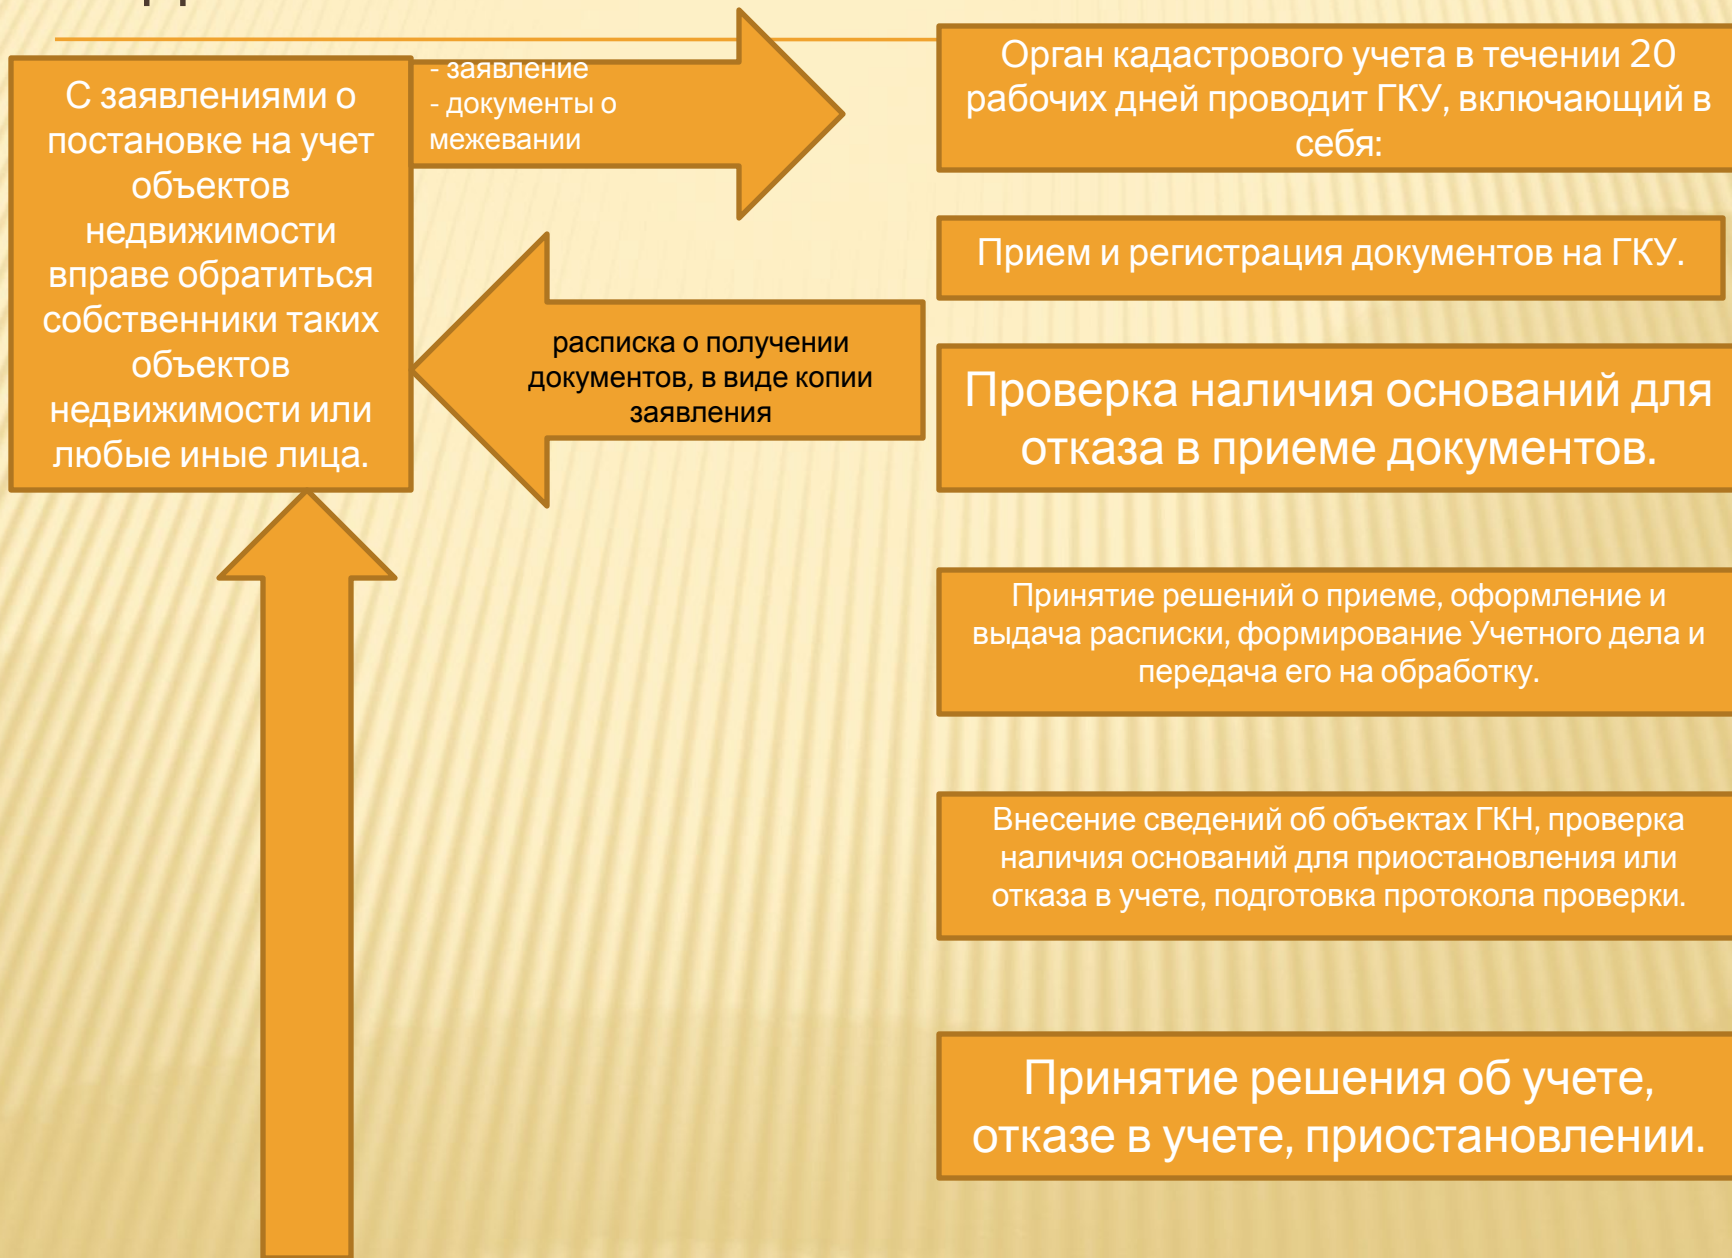 С заявлениями о
постановке на учет
объектов
недвижимости
вправе обратиться
собственники таких
объектов
недвижимости или
любые иные лица.
- заявление
- документы о
межевании
расписка о получении
документов, в виде копии
заявления
Орган кадастрового учета в течении 20
рабочих дней проводит ГКУ, включающий в
себя:
Прием и регистрация документов на ГКУ.
Проверка наличия оснований для
отказа в приеме документов.
Принятие решений о приеме, оформление и
выдача расписки, формирование Учетного дела и
передача его на обработку.
Внесение сведений об объектах ГКН, проверка
наличия оснований для приостановления или
отказа в учете, подготовка протокола проверки.
Принятие решения об учете,
отказе в учете, приостановлении.